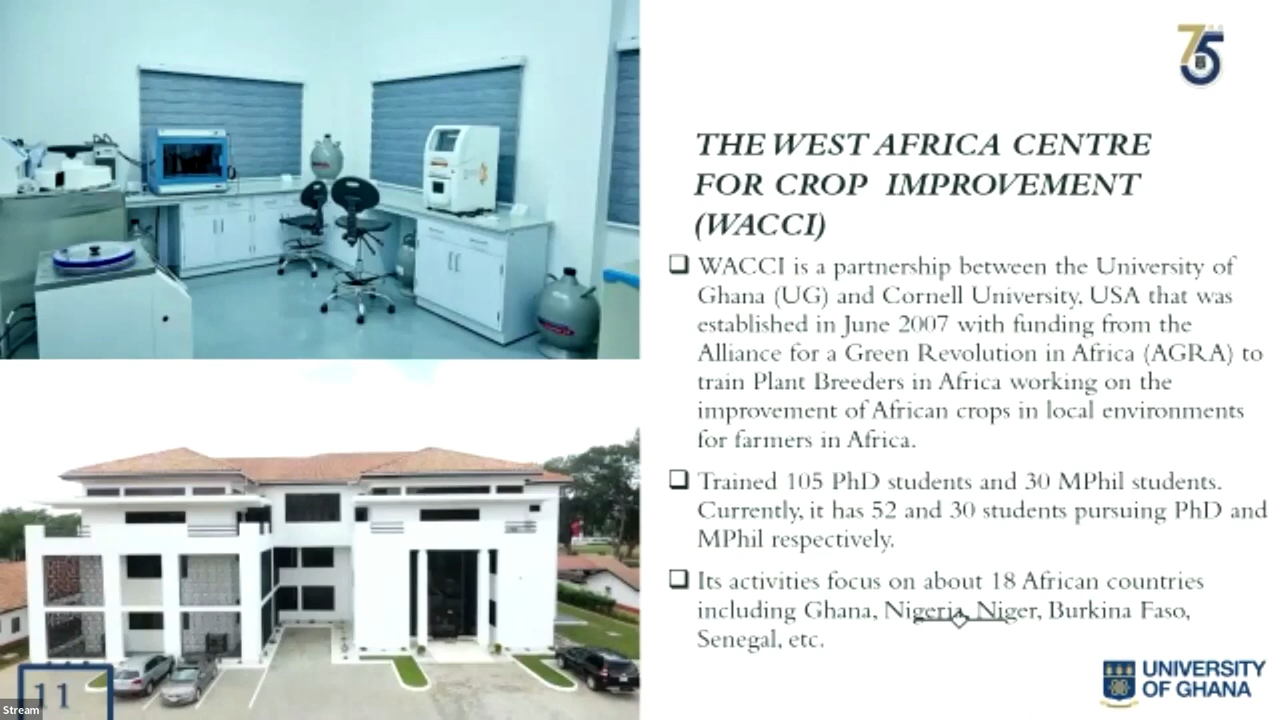 75
THE WEST AFRICA CENTRE
FOR CROP IMPROVEMENT
(WACCI)
WACCI is a partnership between the University of
Ghana (UG) and Cornell University, USA that was
established in June 2007 with funding from the
Alliance for a Green Revolution in Africa (AGRA) to
train Plant Breeders in Africa working on the
improvement of African crops in local environments
for farmers in Africa.
Trained 105 PhD students and 30 MPhil students.
Currently, it has 52 and 30 students pursuing PhD and
MPhil respectively.
Its activities focus on about 18 African countries
including Ghana, Nigeria, Niger, Burkina Faso,
Senegal, etc.
UNIVERSITY
OF GHANA
11
Stream